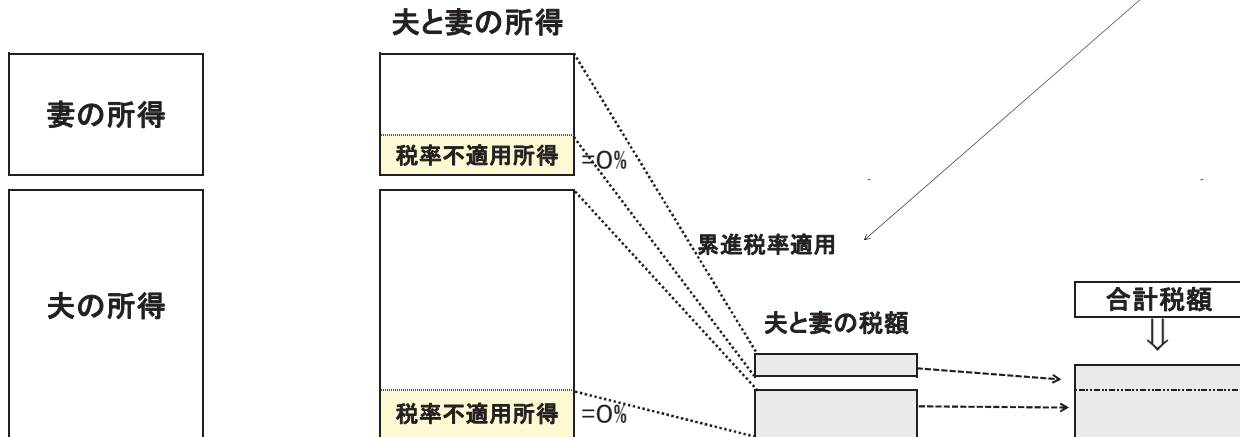 夫と妻の所得
妻の所得
税率不適用所得 =0%
累進税率適用
夫の所得
合計税額
夫と妻の税額
税率不適用所得 =0%